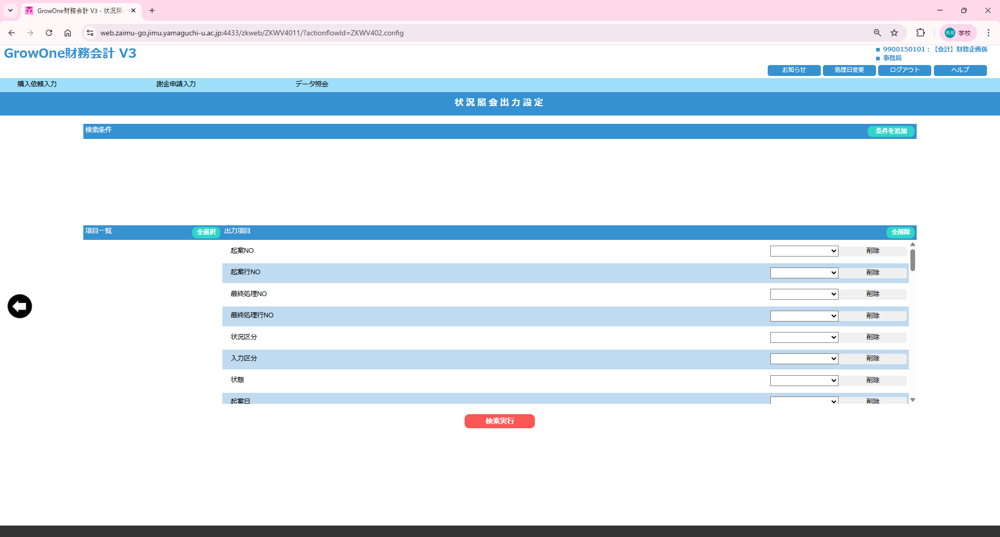 GrowOne財務会計 V3 - 状況照
web.zaimu-go.jimu.yamaguchi-u.ac.jp:4433/zkweb/ZKWV4011/?actionflowId=ZKWV402.config
秀見 学校
GrowOne財務会計 V3
■ 9900150101：【会計】財務企画係
■ 事務局
お知らせ 処理日変更 ログアウト ヘルプ
購入依頼入力 謝金申請入力 データ照会
状況照会出力設定
検索条件 条件を追加
項目一覧 全選択 出力項目 全削除
起案NO 削除
起案行NO 削除
最終処理NO 削除
最終処理行NO 削除
状況区分 削除
入力区分 削除
状態 削除
起案日 削除
検索実行